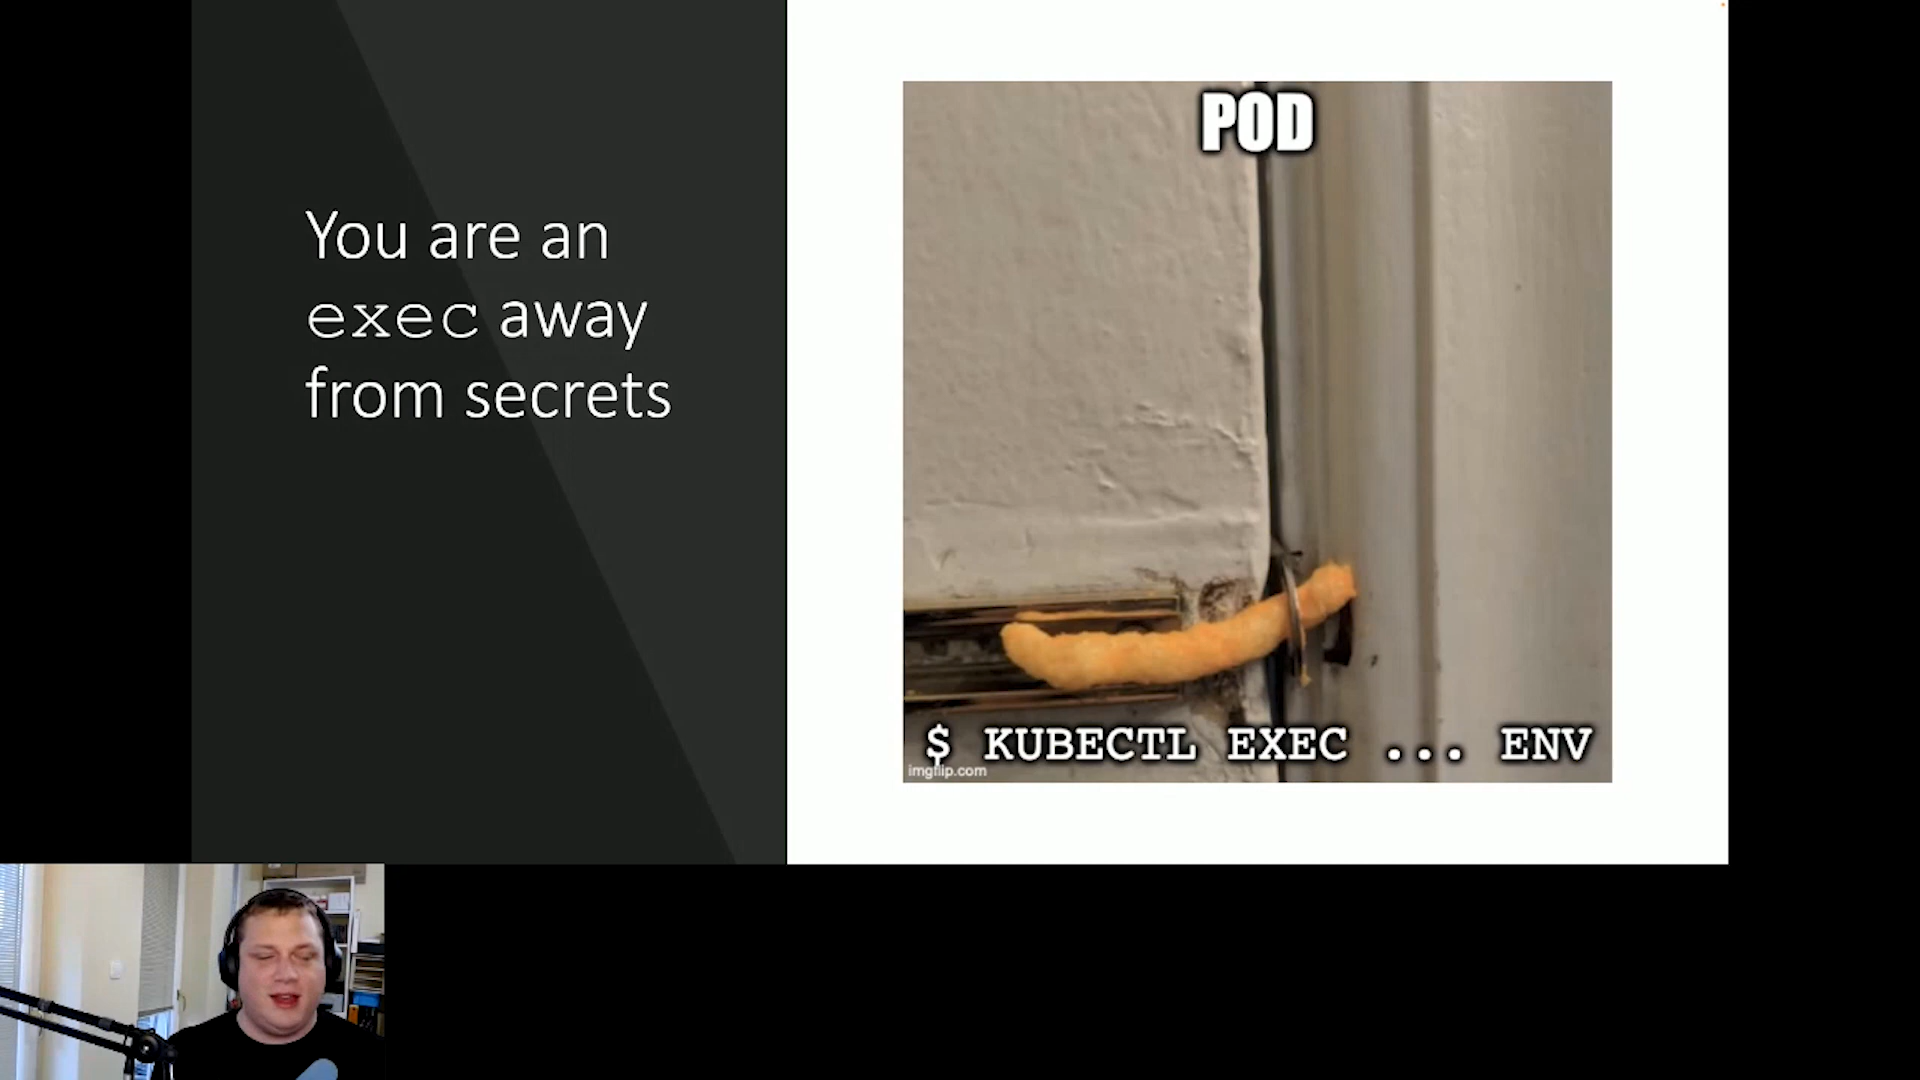 You are an
exec away
from secrets
POD
$ KUBECTL EXEC ... ENV
imgflip.com